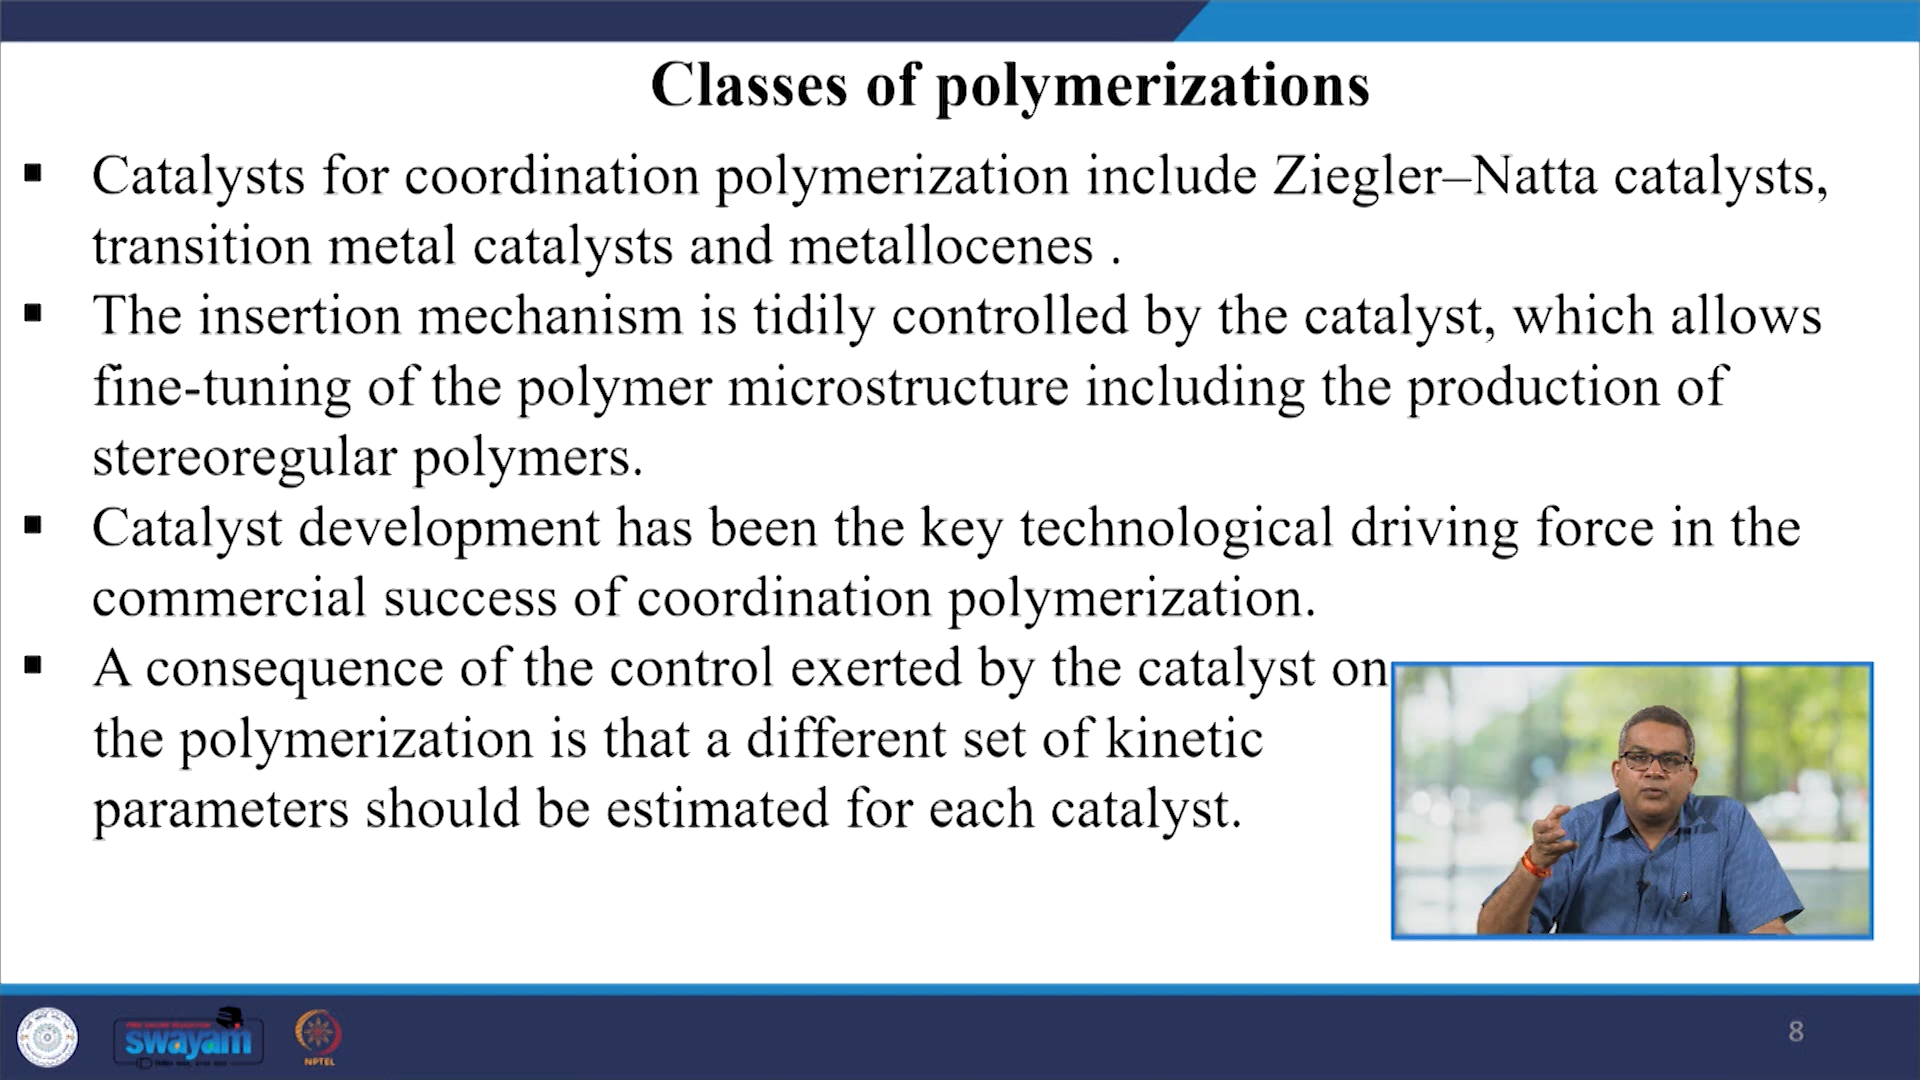 Classes of polymerizations
▪ Catalysts for coordination polymerization include Ziegler–Natta catalysts,
transition metal catalysts and metallocenes .
▪ The insertion mechanism is tidily controlled by the catalyst, which allows
fine-tuning of the polymer microstructure including the production of
stereoregular polymers.
▪ Catalyst development has been the key technological driving force in the
commercial success of coordination polymerization.
▪ A consequence of the control exerted by the catalyst on
the polymerization is that a different set of kinetic
parameters should be estimated for each catalyst.
swayam
NPTEL
8